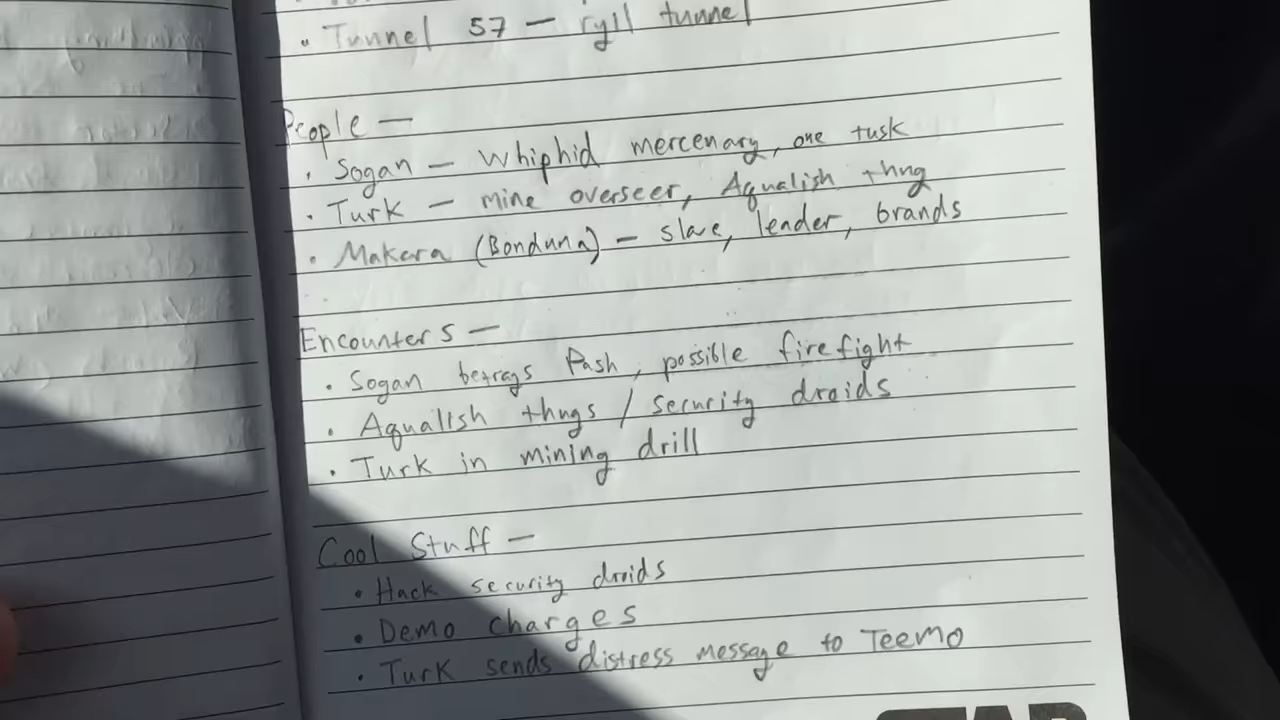 • Tunnel 57 — ryll tunnel
People —
• Sogan — Whiphid mercenary, one tusk
• Turk — mine overseer, Aqualish thug
• Makara (Bonduna) — slave, leader, brands
Encounters —
• Sogan betrays Pash, possible firefight
• Aqualish thugs / security droids
• Turk in mining drill
Cool Stuff —
• Hack security droids
• Demo charges
• Turk sends distress message to Teemo